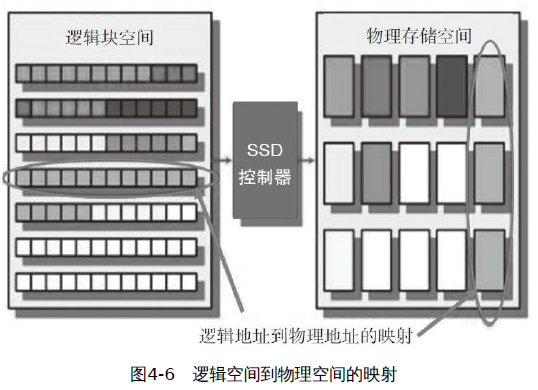 逻辑块空间
物理存储空间
SSD
控制器
逻辑地址到物理地址的映射
图4-6 逻辑空间到物理空间的映射